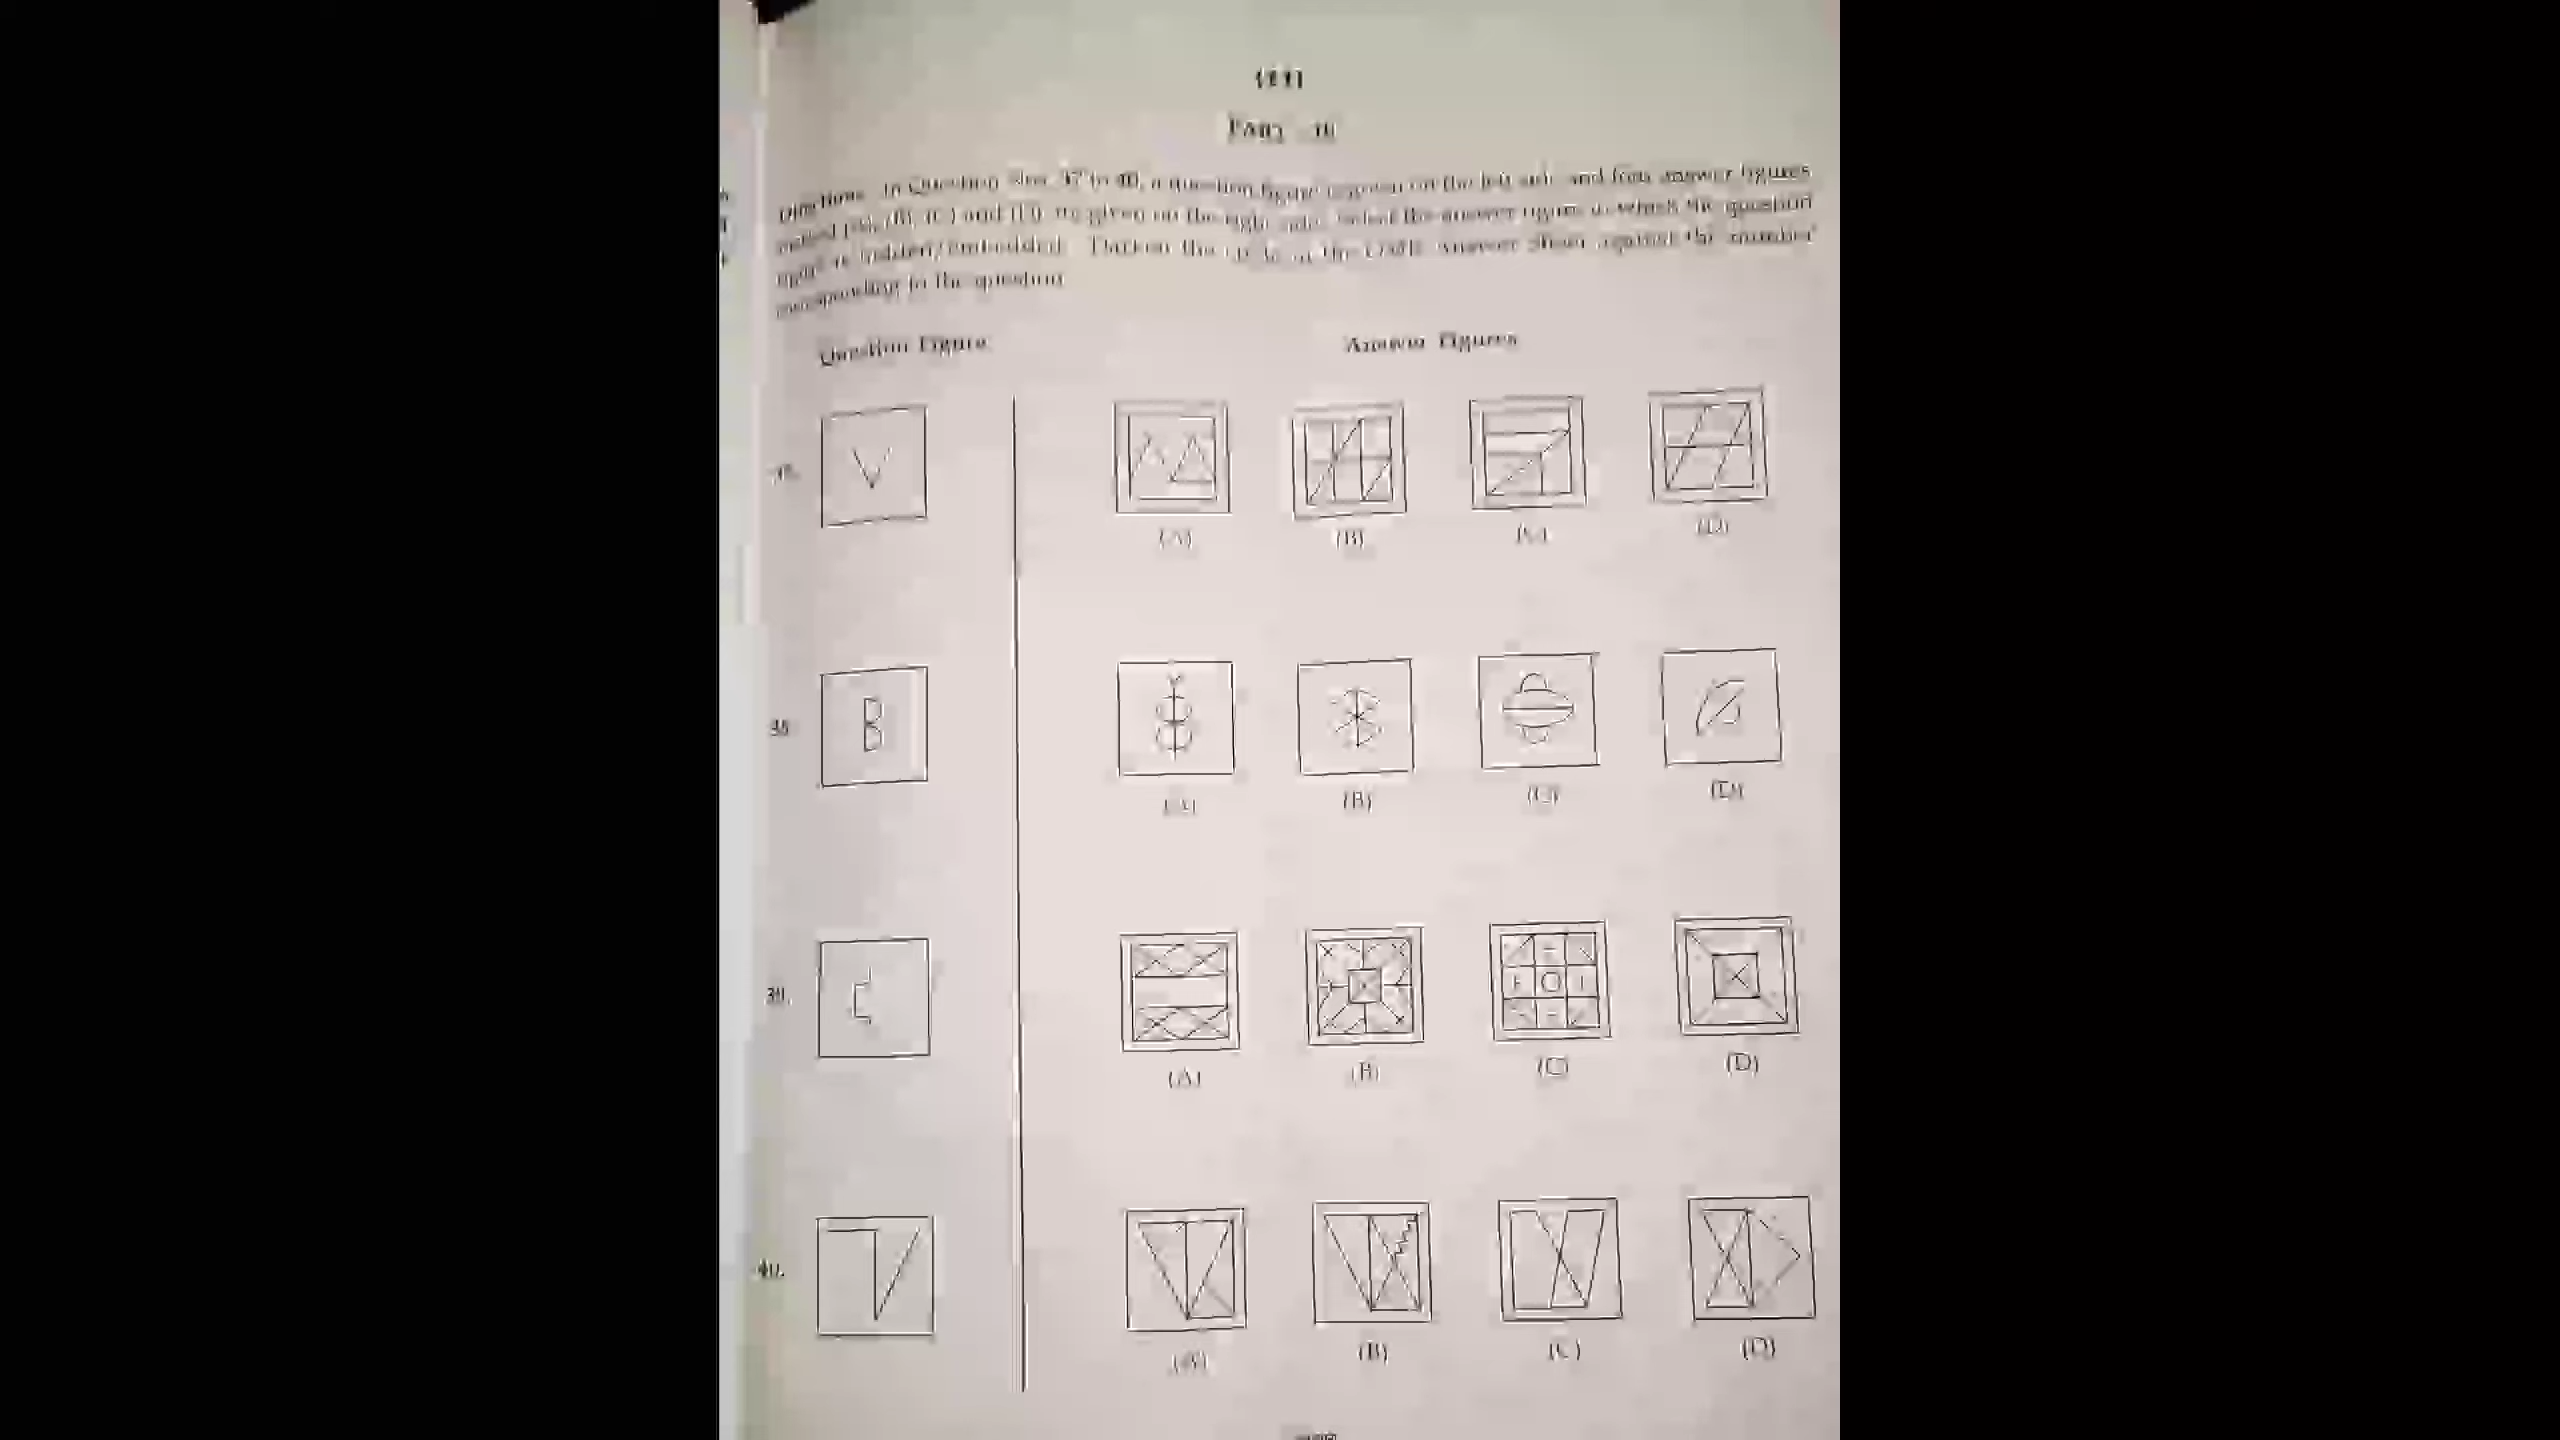 (11)
Directions In Question Nos. 37 to 40, a question figure is given on the left side and four answer figures
(B), (C) and (D) are given on the right side. Select the answer figure in which the question
figure is hidden/embedded. Darken the circle in the OMR Answer Sheet against the number
corresponding to the question
Question Figure Answer Figures
(A) (B) (D)
B
(A) (B) (C) (D)
39.
(A) (B) (C) (D)
40.
(A) (B) (C) (D)